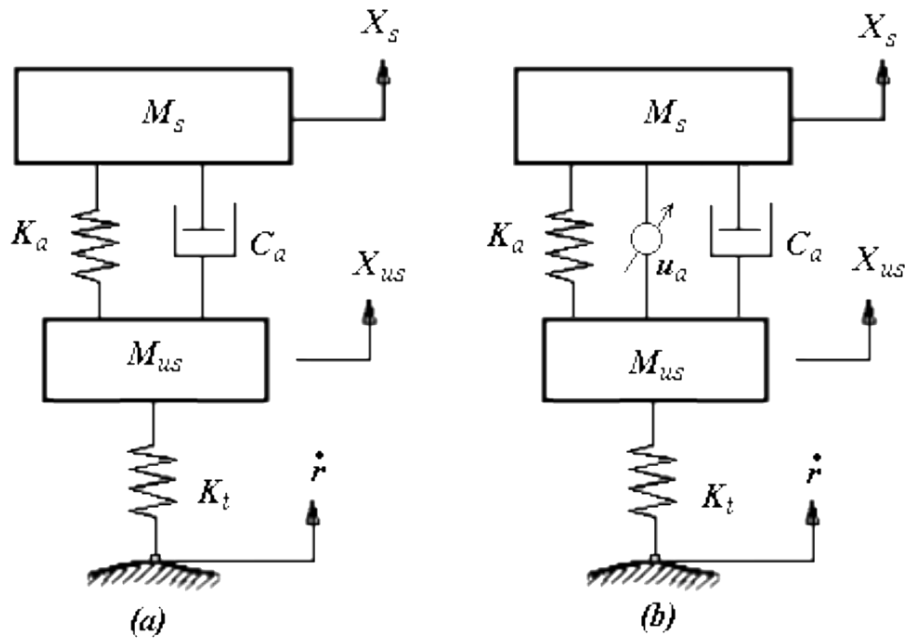 X_s X_s
M_s M_s
K_a C_a K_a u_a C_a
X_us X_us
M_us M_us
ṙ ṙ
K_t K_t
(a) (b)